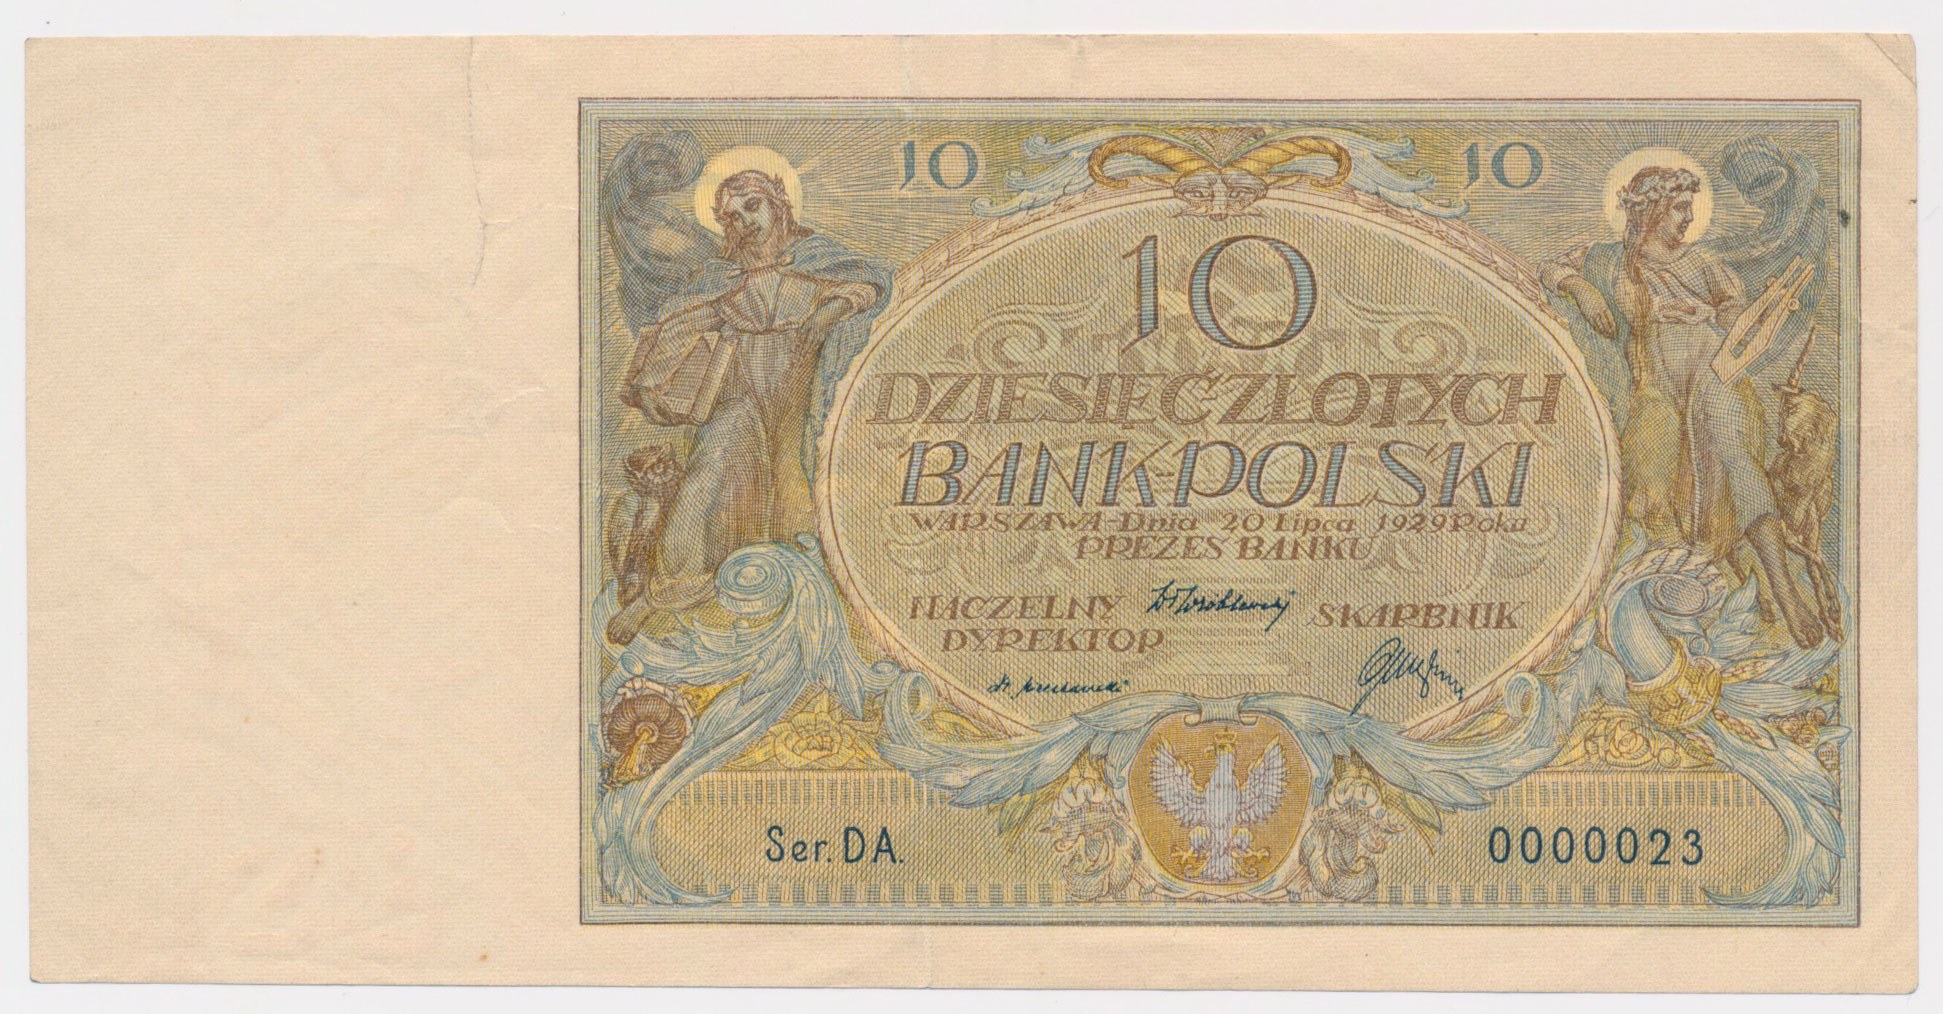 10 10
10
DZIESIĘĆ ZŁOTYCH
BANK-POLSKI
WARSZAWA-Dnia 20 Lipca 1929 Roku
PREZES BANKU
NACZELNY SKARBNIK
DYREKTOR
Ser. DA. 0000023